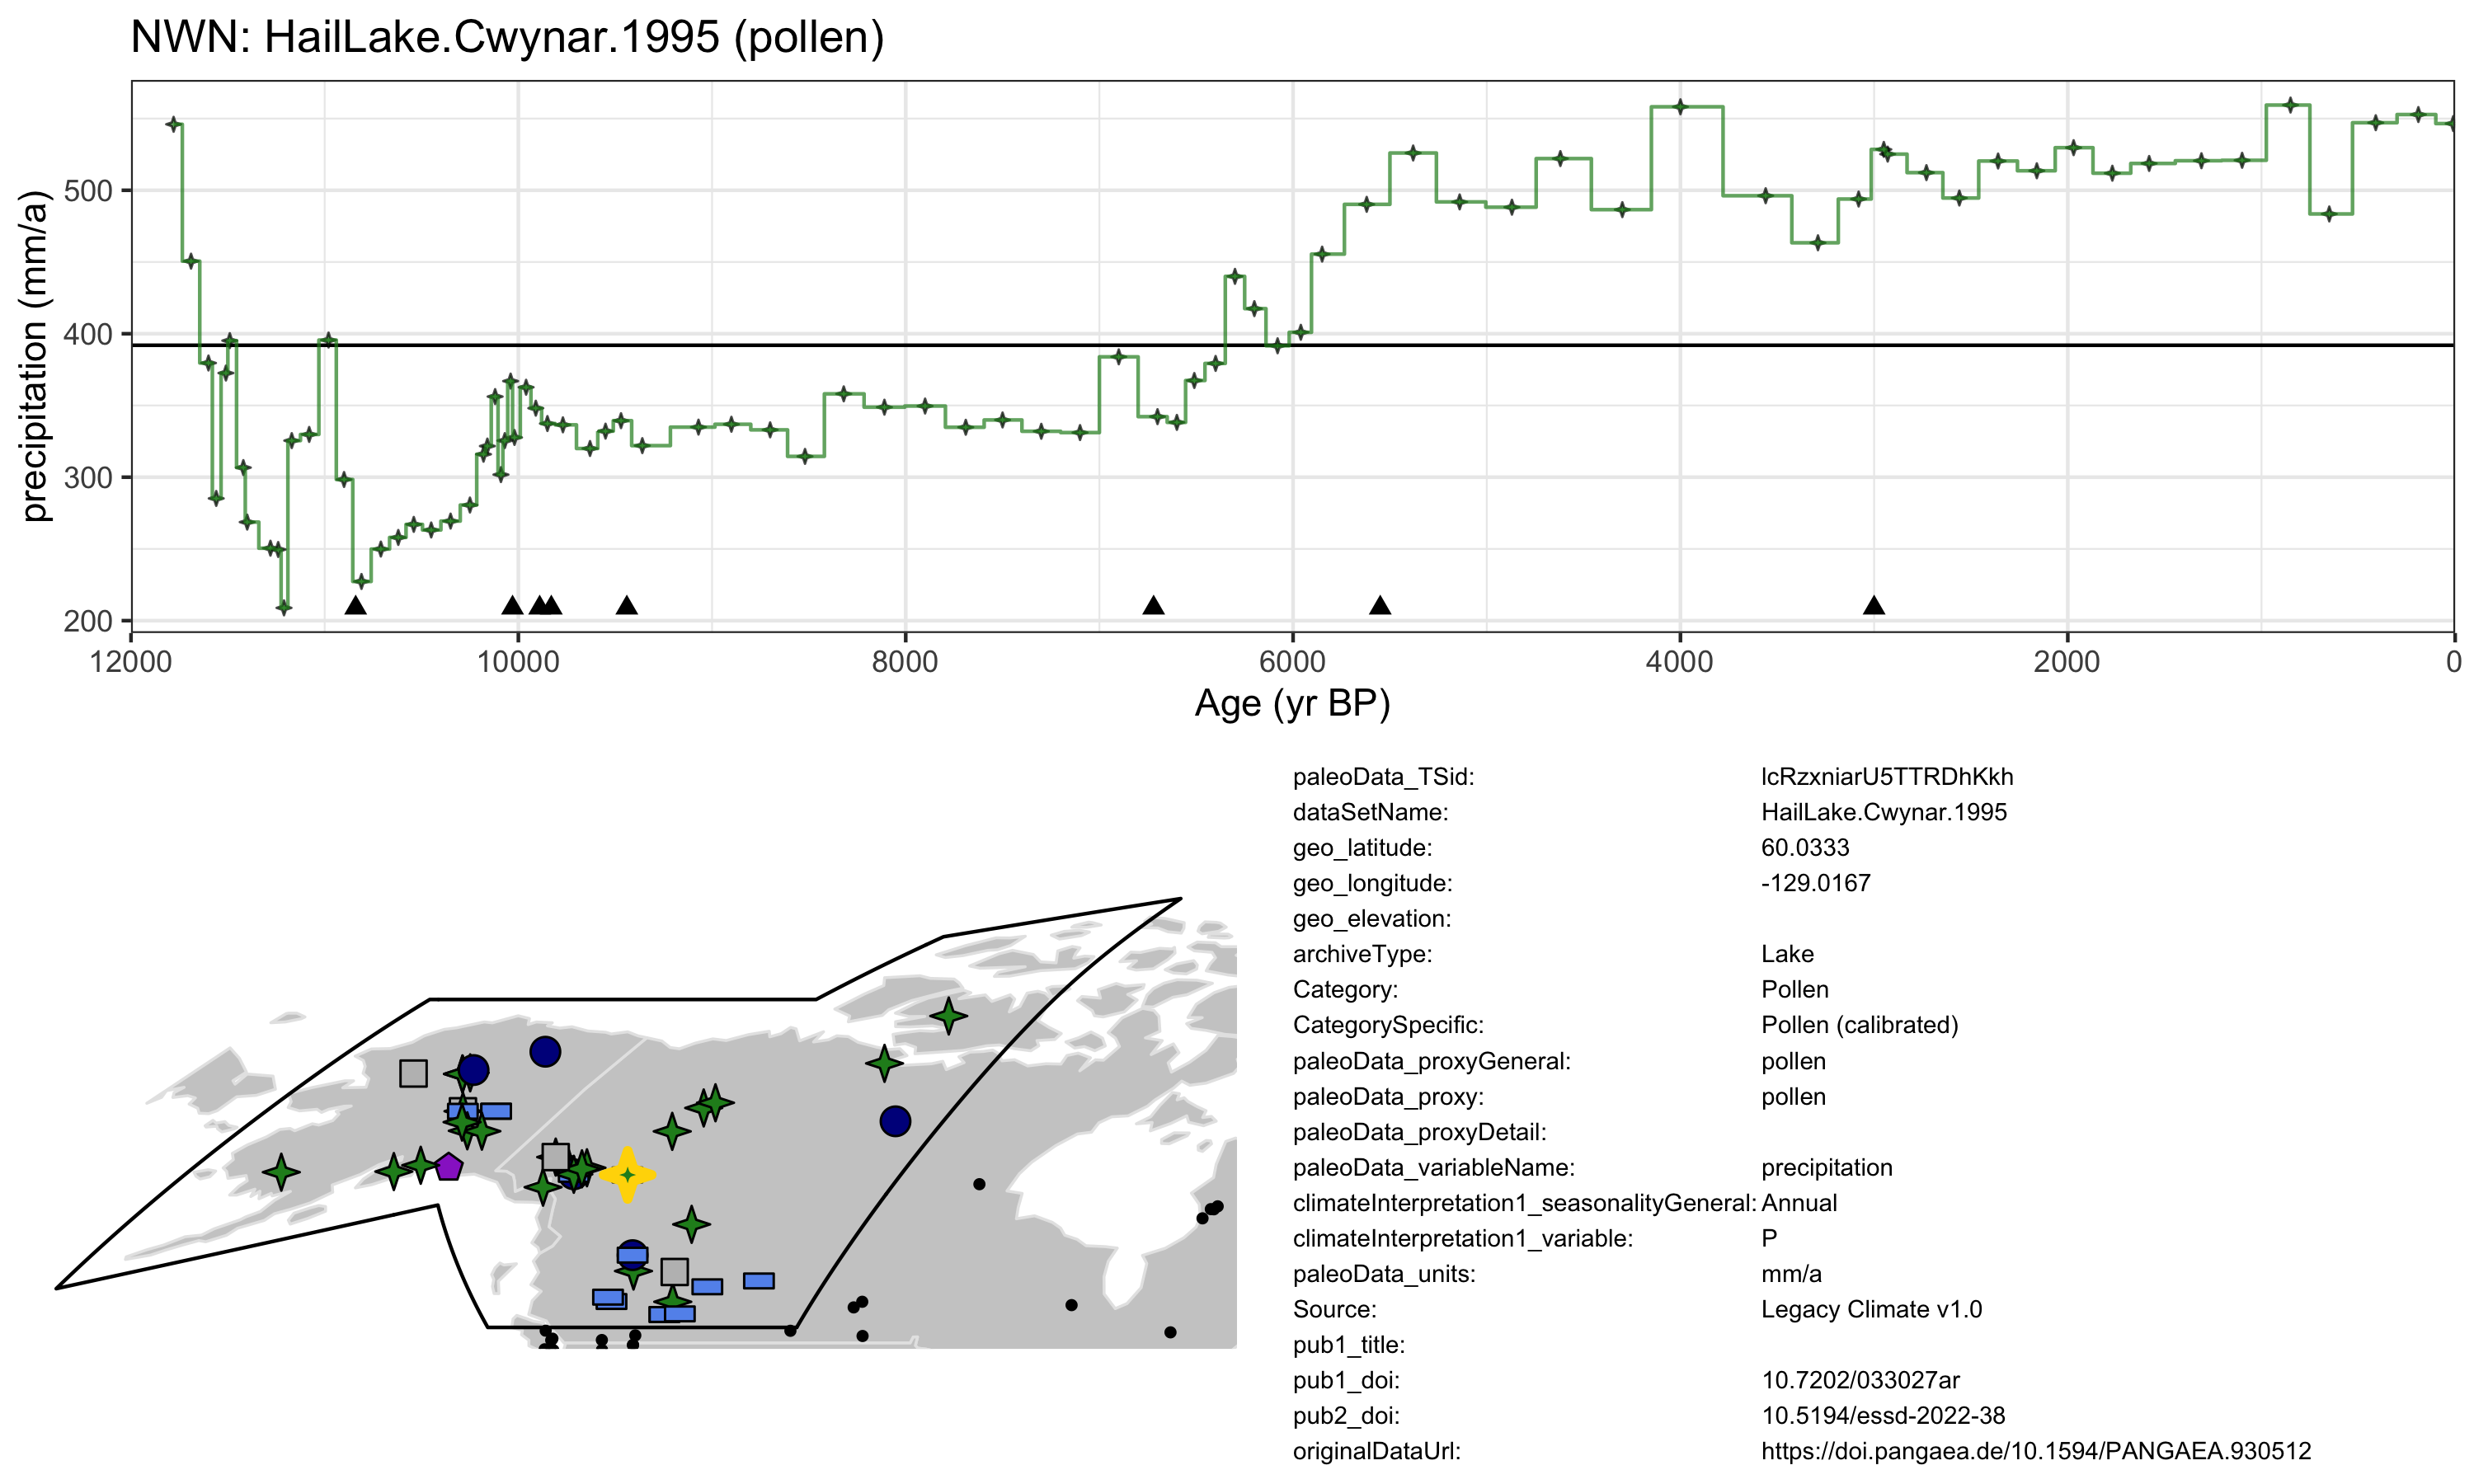 NWN: HailLake.Cwynar.1995 (pollen)
precipitation (mm/a)
500
400
300
200
12000 10000 8000 6000 4000 2000 0
Age (yr BP)
paleoData_TSid: lcRzxniarU5TTRDhKkh
dataSetName: HailLake.Cwynar.1995
geo_latitude: 60.0333
geo_longitude: -129.0167
geo_elevation:
archiveType: Lake
Category: Pollen
CategorySpecific: Pollen (calibrated)
paleoData_proxyGeneral: pollen
paleoData_proxy: pollen
paleoData_proxyDetail:
paleoData_variableName: precipitation
climateInterpretation1_seasonalityGeneral: Annual
climateInterpretation1_variable: P
paleoData_units: mm/a
Source: Legacy Climate v1.0
pub1_title:
pub1_doi: 10.7202/033027ar
pub2_doi: 10.5194/essd-2022-38
originalDataUrl: https://doi.pangaea.de/10.1594/PANGAEA.930512